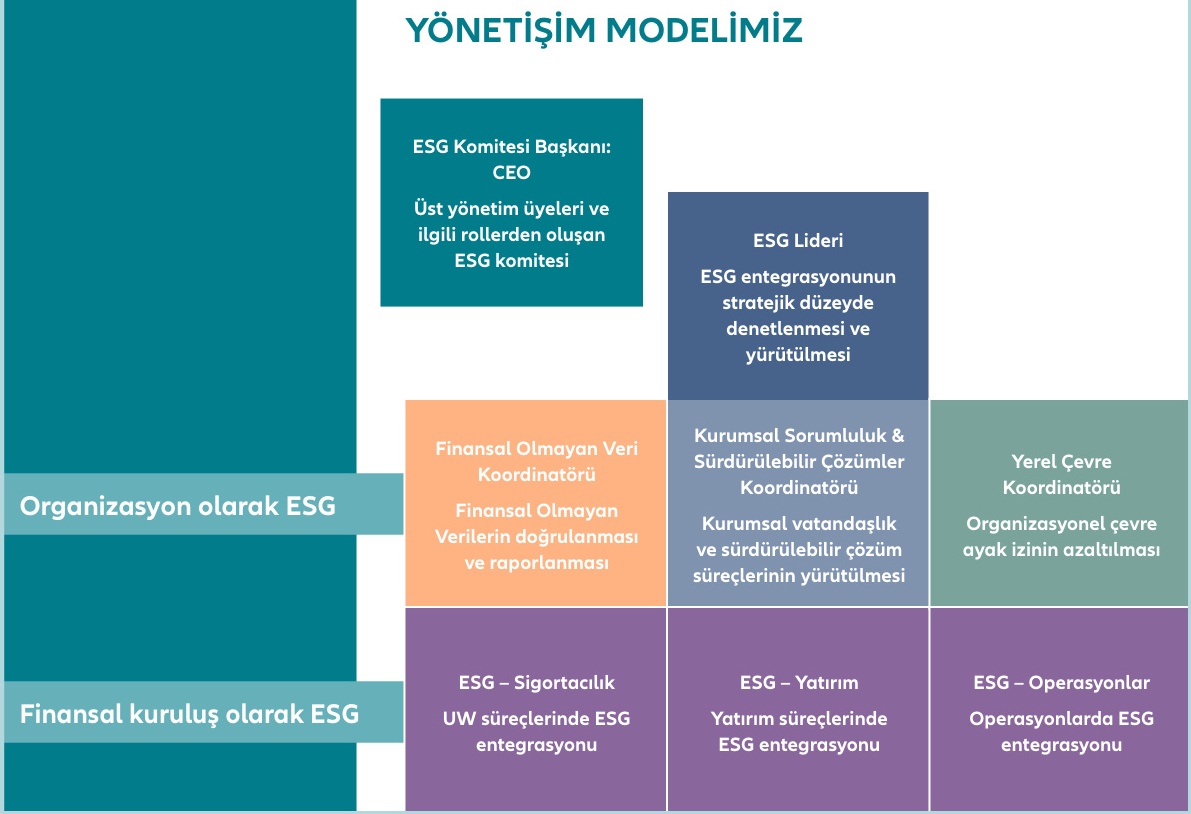 YÖNETİŞİM MODELİMİZ
ESG Komitesi Başkanı:
CEO
Üst yönetim üyeleri ve
ilgili rollerden oluşan
ESG komitesi
ESG Lideri
ESG entegrasyonunun
stratejik düzeyde
denetlenmesi ve
yürütülmesi
Organizasyon olarak ESG
Finansal Olmayan Veri
Koordinatörü
Finansal Olmayan
Verilerin doğrulanması
ve raporlanması
Kurumsal Sorumluluk &
Sürdürülebilir Çözümler
Koordinatörü
Kurumsal vatandaşlık
ve sürdürülebilir çözüm
süreçlerinin yürütülmesi
Yerel Çevre
Koordinatörü
Organizasyonel çevre
ayak izinin azaltılması
Finansal kuruluş olarak ESG
ESG – Sigortacılık
UW süreçlerinde ESG
entegrasyonu
ESG – Yatırım
Yatırım süreçlerinde
ESG entegrasyonu
ESG – Operasyonlar
Operasyonlarda ESG
entegrasyonu